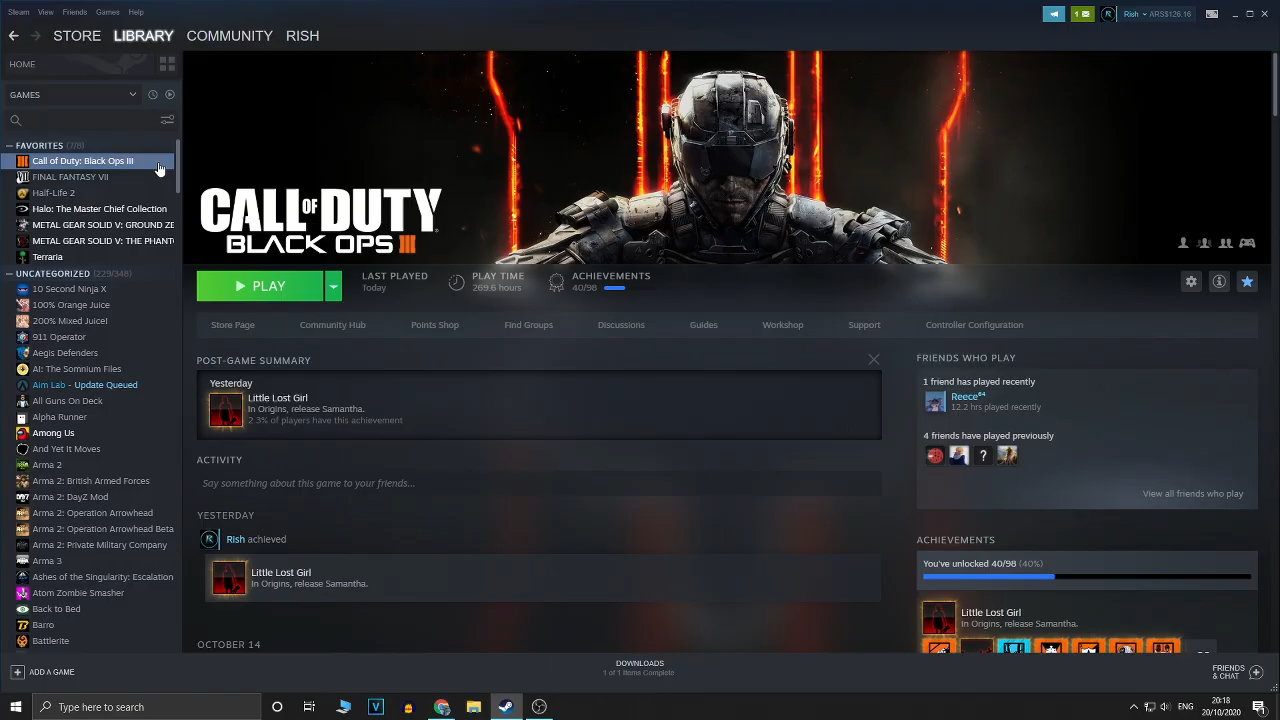 Steam View Friends Games Help
1
Rish ARS$126.16
STORE LIBRARY COMMUNITY RISH
HOME
GAMES
FAVORITES (7/8)
Call of Duty: Black Ops III
FINAL FANTASY VII
Half-Life 2
Halo: The Master Chief Collection
METAL GEAR SOLID V: GROUND ZE
METAL GEAR SOLID V: THE PHANT
Terraria
UNCATEGORIZED (229/348)
10 Second Ninja X
100% Orange Juice
200% Mixed Juice!
911 Operator
Aegis Defenders
AI: The Somnium Files
Aim Lab - Update Queued
All Guns On Deck
Alpha Runner
Among Us
And Yet It Moves
Arma 2
Arma 2: British Armed Forces
Arma 2: DayZ Mod
Arma 2: Operation Arrowhead
Arma 2: Operation Arrowhead Beta
Arma 2: Private Military Company
Arma 3
Ashes of the Singularity: Escalation
Atom Zombie Smasher
Back to Bed
Barro
Battlerite
ADD A GAME
CALL OF DUTY
BLACK OPS III
PLAY
LAST PLAYED
Today
PLAY TIME
269.6 hours
ACHIEVEMENTS
40/98
Store Page Community Hub Points Shop Find Groups Discussions Guides Workshop Support Controller Configuration
POST-GAME SUMMARY
Yesterday
Little Lost Girl
In Origins, release Samantha.
2.3% of players have this achievement
ACTIVITY
Say something about this game to your friends...
YESTERDAY
R Rish achieved
Little Lost Girl
In Origins, release Samantha.
OCTOBER 14
FRIENDS WHO PLAY
1 friend has played recently
Reece⁶⁴
12.2 hrs played recently
4 friends have played previously
?
View all friends who play
ACHIEVEMENTS
You've unlocked 40/98 (40%)
Little Lost Girl
In Origins, release Samantha.
DOWNLOADS
1 of 1 Items Complete
FRIENDS
& CHAT
Type here to search
V
ENG
20:18
20/10/2020